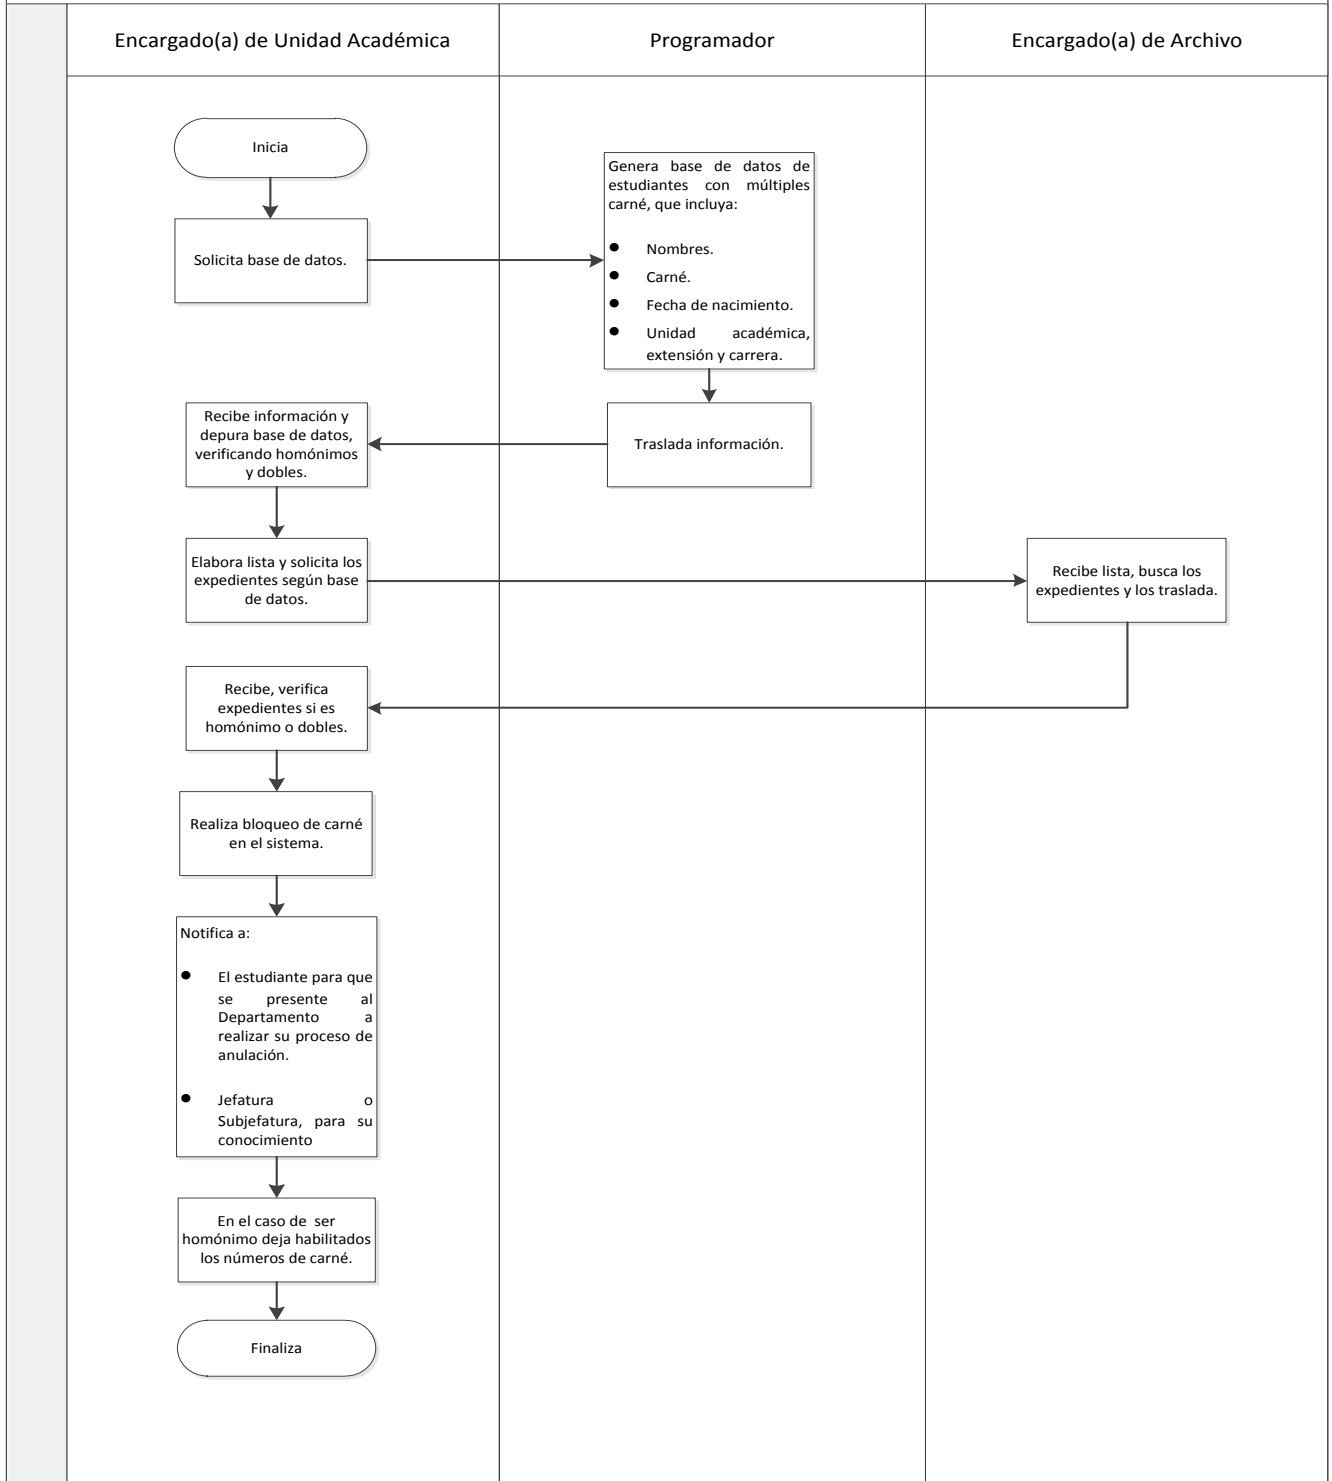 Encargado(a) de Unidad Académica
Programador
Encargado(a) de Archivo
Inicia
Solicita base de datos.
Genera base de datos de
estudiantes con múltiples
carné, que incluya:
● Nombres.
● Carné.
● Fecha de nacimiento.
● Unidad académica,
extensión y carrera.
Traslada información.
Recibe información y
depura base de datos,
verificando homónimos
y dobles.
Elabora lista y solicita los
expedientes según base
de datos.
Recibe lista, busca los
expedientes y los traslada.
Recibe, verifica
expedientes si es
homónimo o dobles.
Realiza bloqueo de carné
en el sistema.
Notifica a:
● El estudiante para que
se presente al
Departamento a
realizar su proceso de
anulación.
● Jefatura o
Subjefatura, para su
conocimiento
En el caso de ser
homónimo deja habilitados
los números de carné.
Finaliza